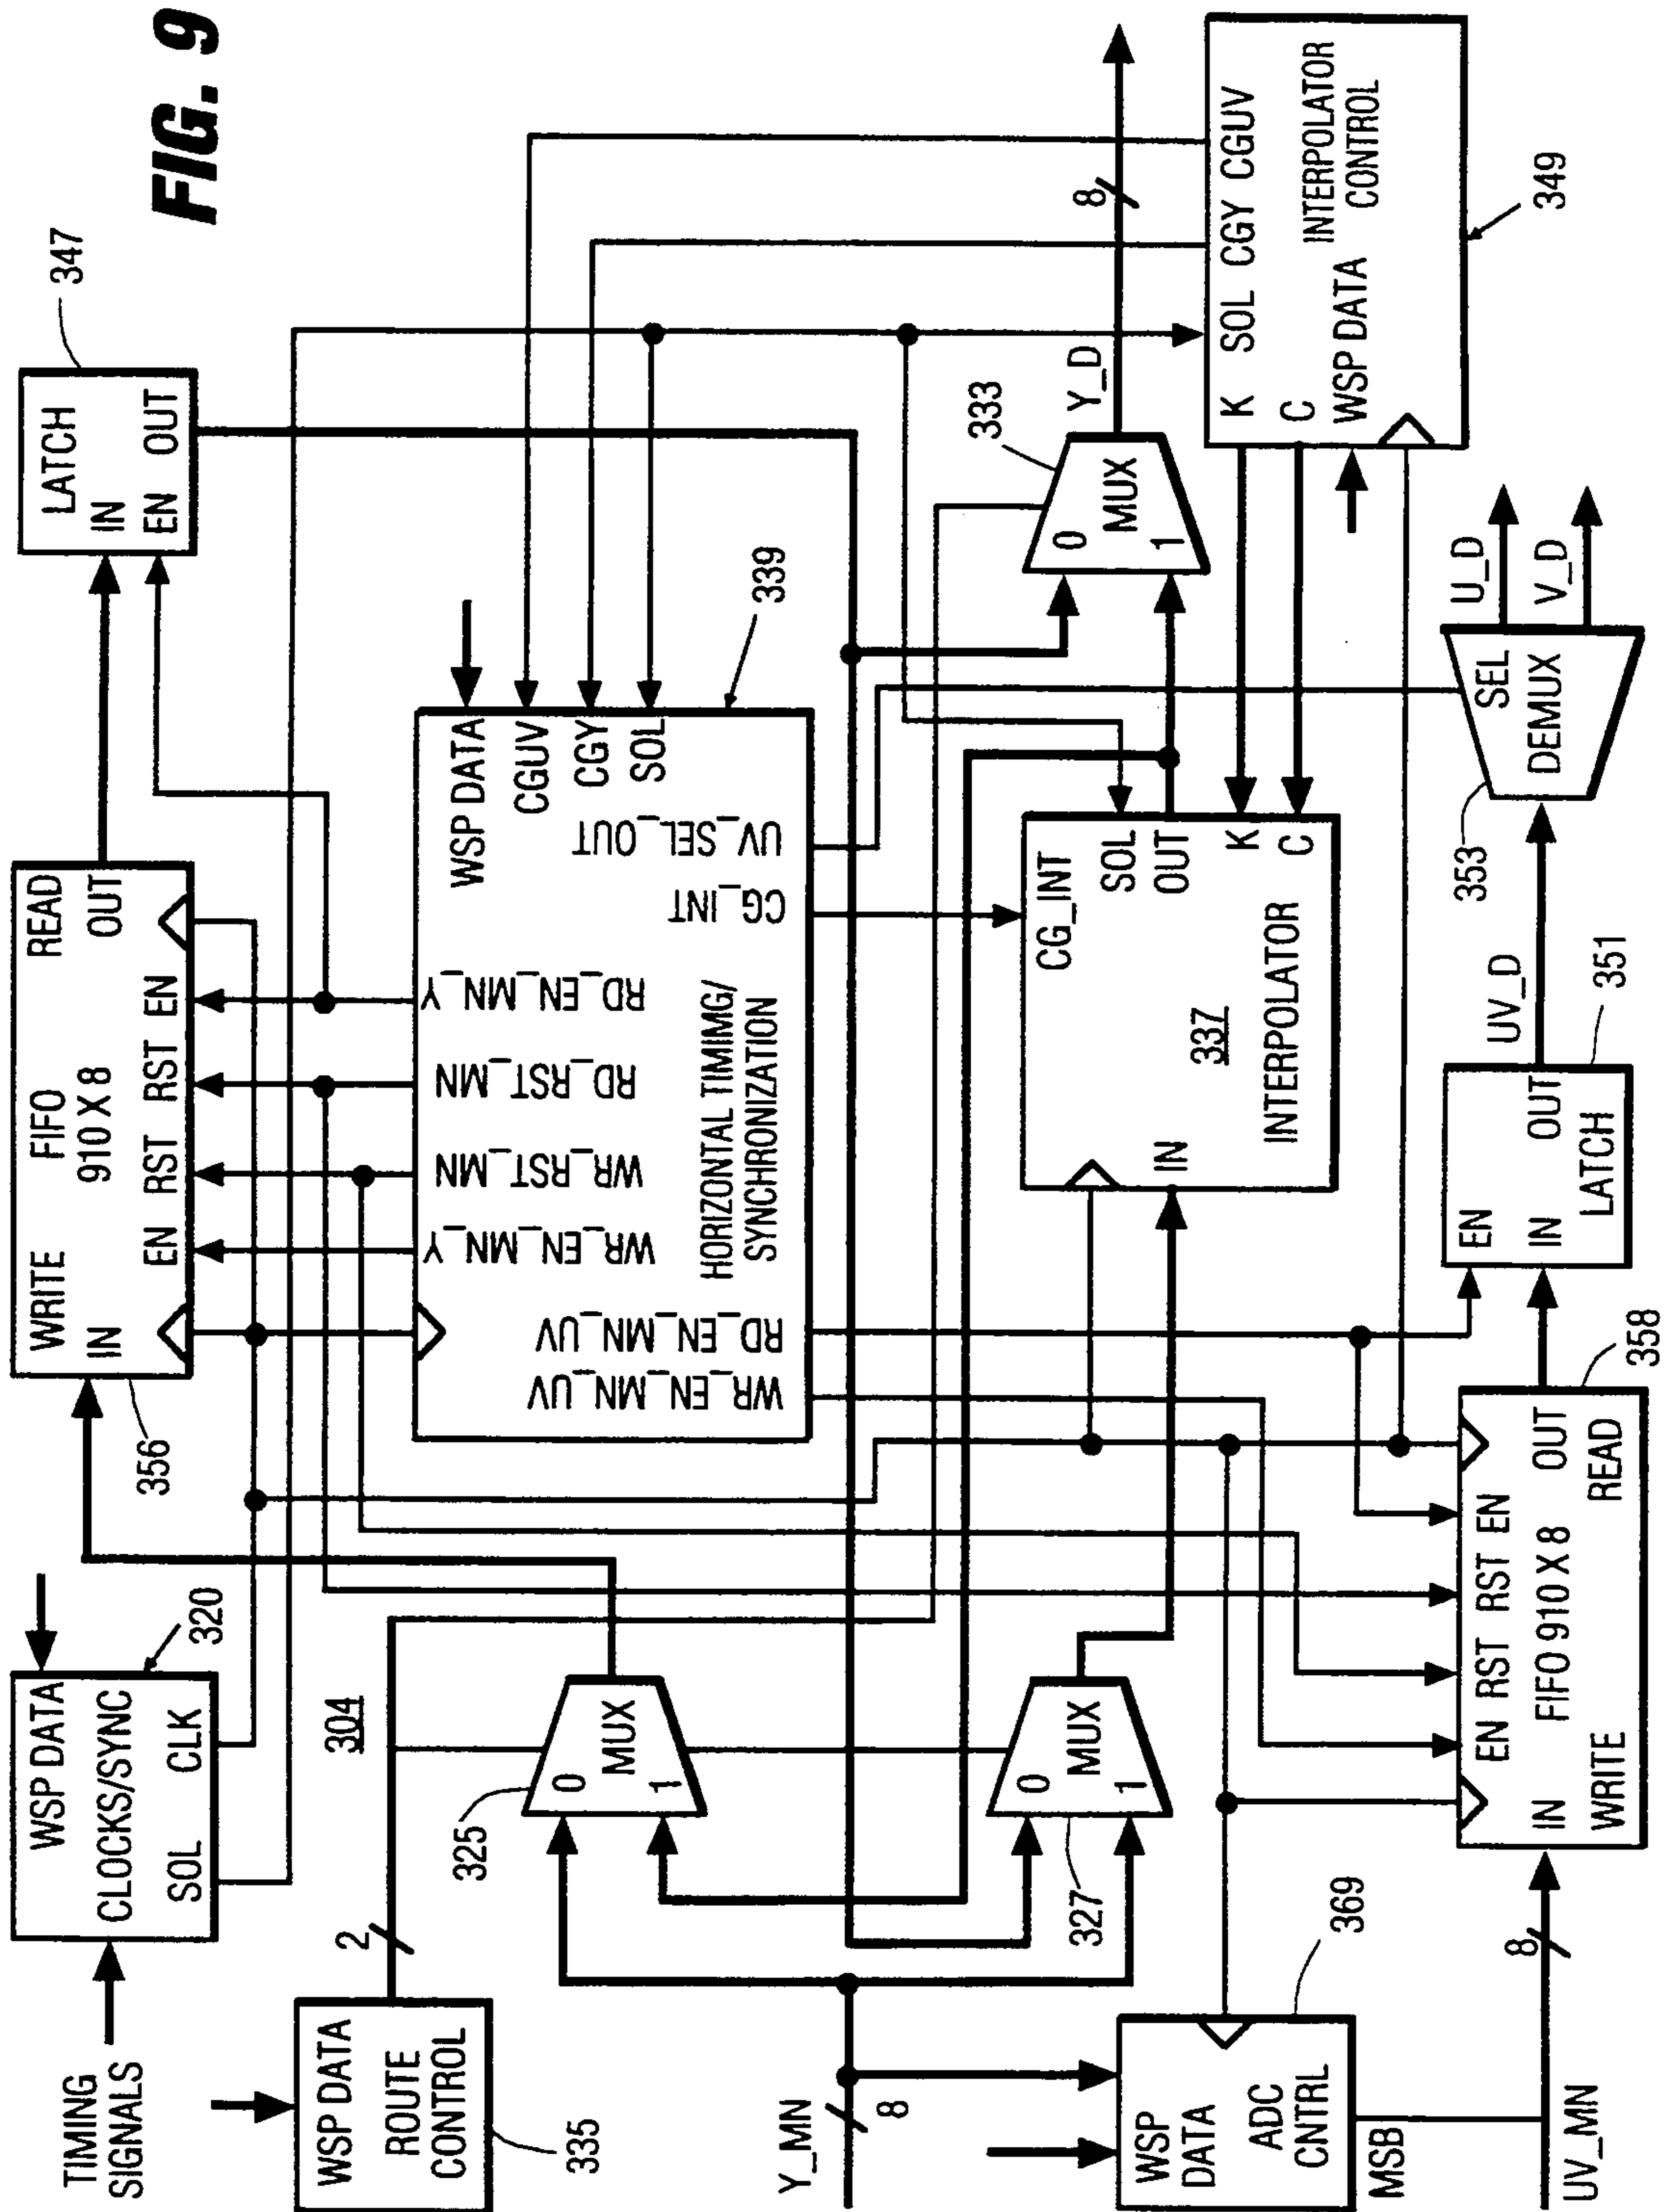 FIG. 9
TIMING
SIGNALS
WSP DATA
CLOCKS/SYNC
SOL CLK
320
WRITE FIFO READ
910 X 8
IN EN RST RST EN OUT
356
LATCH
IN
EN OUT
347
WSP DATA
ROUTE
CONTROL
335
2
304
325
0
MUX
1
WR_EN_MN_Y
WR_RST_MN
RD_RST_MN
RD_EN_MN_Y
WSP DATA
CGUV
CGY
SOL
HORIZONTAL TIMIMG/
SYNCHRONIZATION
WR_EN_MN_UV
RD_EN_MN_UV
CG_INT
UV_SEL_OUT
339
Y_MN
8
327
0
MUX
1
CG_INT
SOL
OUT
K
C
IN
337
INTERPOLATOR
333
0
MUX
1
Y_D
8
K SOL CGY CGUV
C
INTERPOLATOR
CONTROL
WSP DATA
349
WSP
DATA
ADC
CNTRL
369
MSB
UV_MN
8
EN RST RST EN
IN FIFO 910 X 8 OUT
WRITE READ
358
EN
IN OUT
LATCH
351
UV_D
353
SEL
DEMUX
U_D
V_D